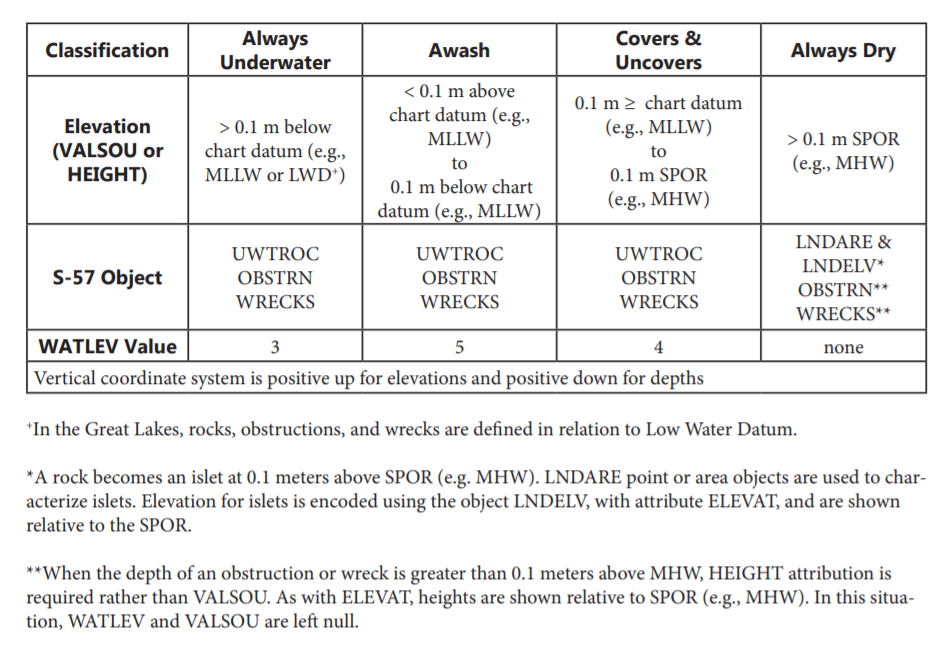 Classification
Always
Underwater
Awash
Covers &
Uncovers
Always Dry
Elevation
(VALSOU or
HEIGHT)
> 0.1 m below
chart datum (e.g.,
MLLW or LWD⁺)
< 0.1 m above
chart datum (e.g.,
MLLW)
to
0.1 m below chart
datum (e.g., MLLW)
0.1 m ≥ chart datum
(e.g., MLLW)
to
0.1 m SPOR
(e.g., MHW)
> 0.1 m SPOR
(e.g., MHW)
S-57 Object
UWTROC
OBSTRN
WRECKS
UWTROC
OBSTRN
WRECKS
UWTROC
OBSTRN
WRECKS
LNDARE &
LNDELV*
OBSTRN**
WRECKS**
WATLEV Value
3
5
4
none
Vertical coordinate system is positive up for elevations and positive down for depths
⁺In the Great Lakes, rocks, obstructions, and wrecks are defined in relation to Low Water Datum.
*A rock becomes an islet at 0.1 meters above SPOR (e.g. MHW). LNDARE point or area objects are used to char-
acterize islets. Elevation for islets is encoded using the object LNDELV, with attribute ELEVAT, and are shown
relative to the SPOR.
**When the depth of an obstruction or wreck is greater than 0.1 meters above MHW, HEIGHT attribution is
required rather than VALSOU. As with ELEVAT, heights are shown relative to SPOR (e.g., MHW). In this situa-
tion, WATLEV and VALSOU are left null.